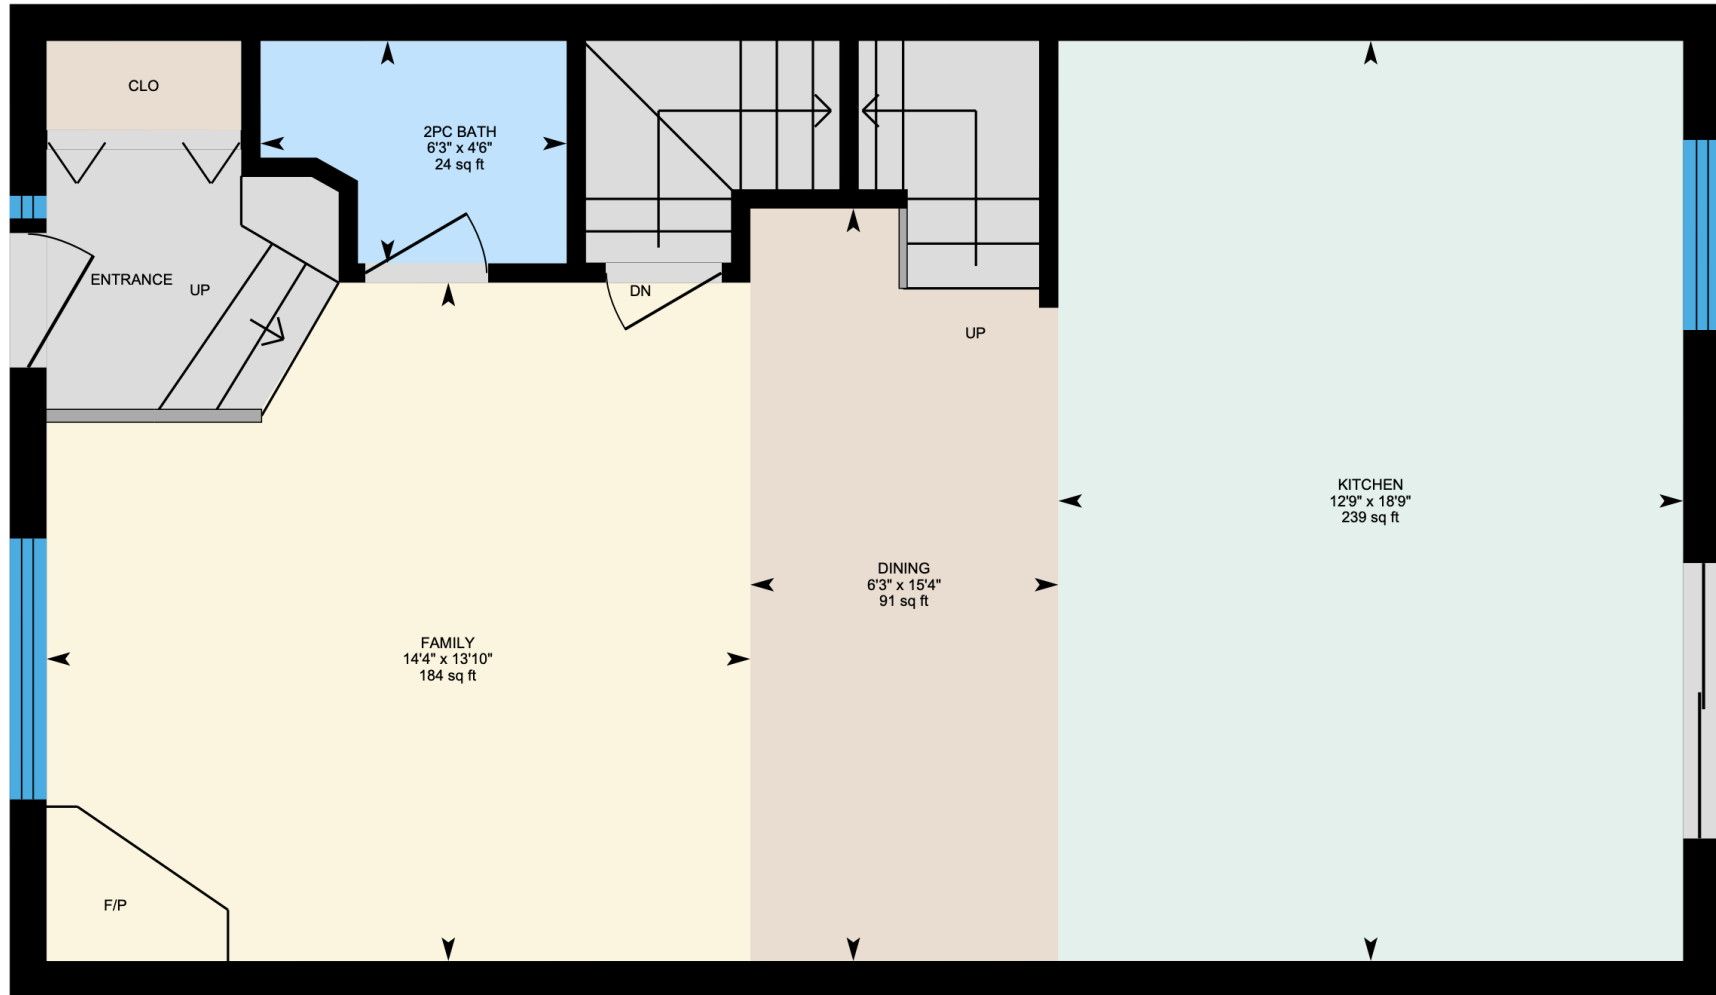 CLO
2PC BATH
6'3" x 4'6"
24 sq ft
ENTRANCE
UP
DN
UP
KITCHEN
12'9" x 18'9"
239 sq ft
DINING
6'3" x 15'4"
91 sq ft
FAMILY
14'4" x 13'10"
184 sq ft
F/P